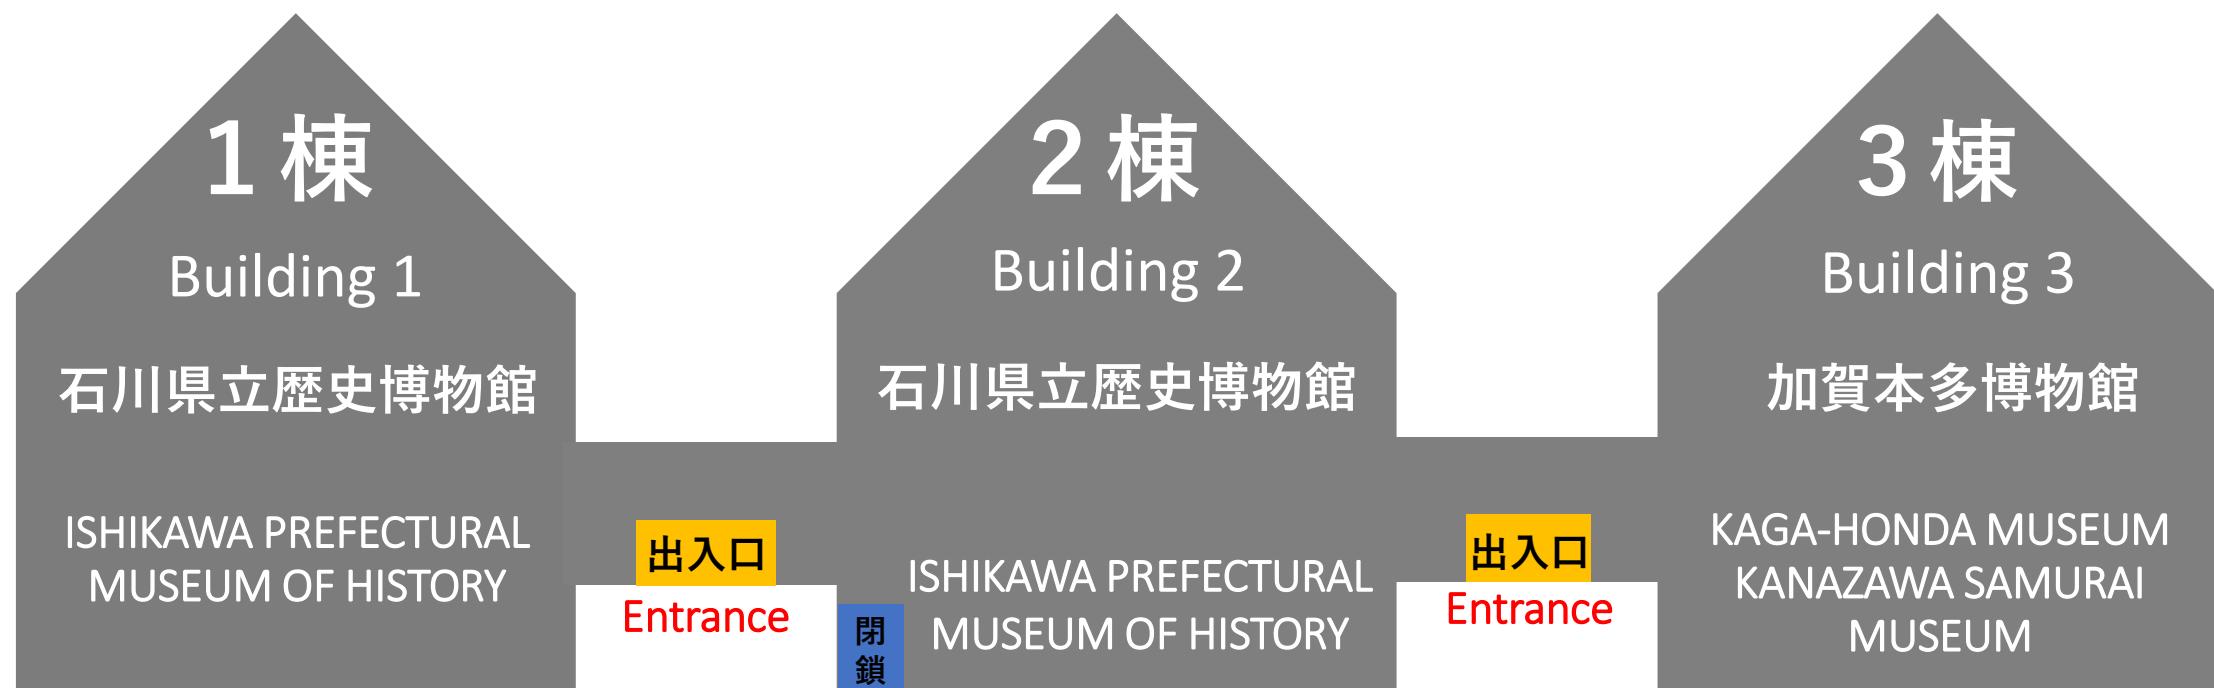 1棟
Building 1
石川県立歴史博物館
ISHIKAWA PREFECTURAL
MUSEUM OF HISTORY
出入口
Entrance
2棟
Building 2
石川県立歴史博物館
ISHIKAWA PREFECTURAL
MUSEUM OF HISTORY
閉
鎖
出入口
Entrance
3棟
Building 3
加賀本多博物館
KAGA-HONDA MUSEUM
KANAZAWA SAMURAI
MUSEUM